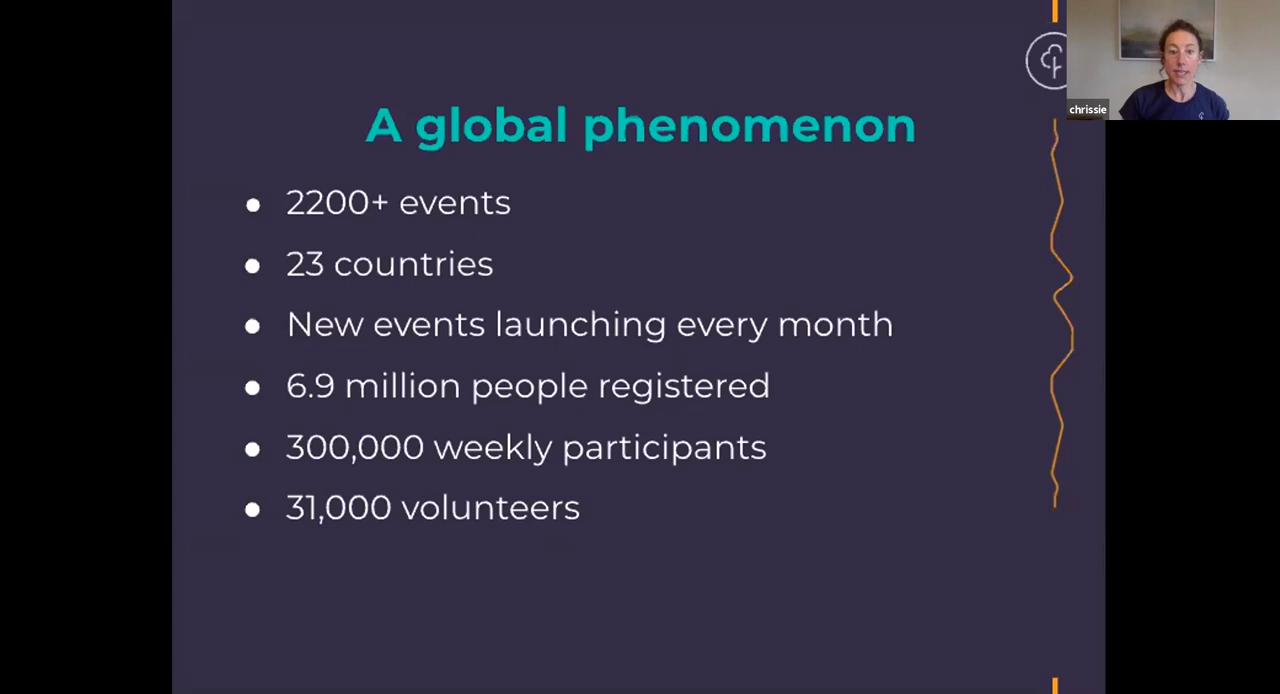 A global phenomenon
2200+ events
23 countries
New events launching every month
6.9 million people registered
300,000 weekly participants
31,000 volunteers
chrissie